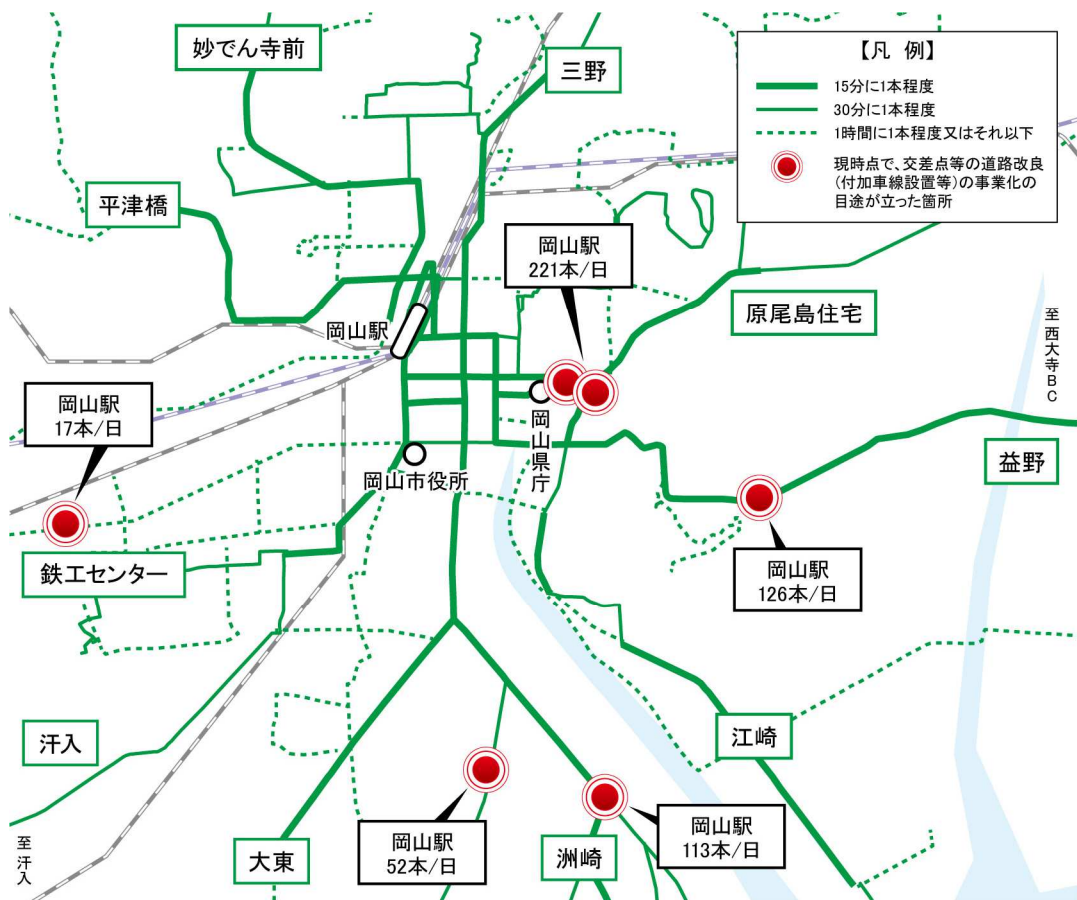 妙でん寺前
三野
【凡 例】
15分に1本程度
30分に1本程度
1時間に1本程度又はそれ以下
現時点で、交差点等の道路改良
(付加車線設置等)の事業化の
目途が立った箇所
平津橋
岡山駅
221本/日
原尾島住宅
岡山駅
至西大寺BC
岡山駅
17本/日
岡山県庁
岡山市役所
益野
鉄工センター
岡山駅
126本/日
汗入
江崎
至汗入
大東
岡山駅
52本/日
洲崎
岡山駅
113本/日